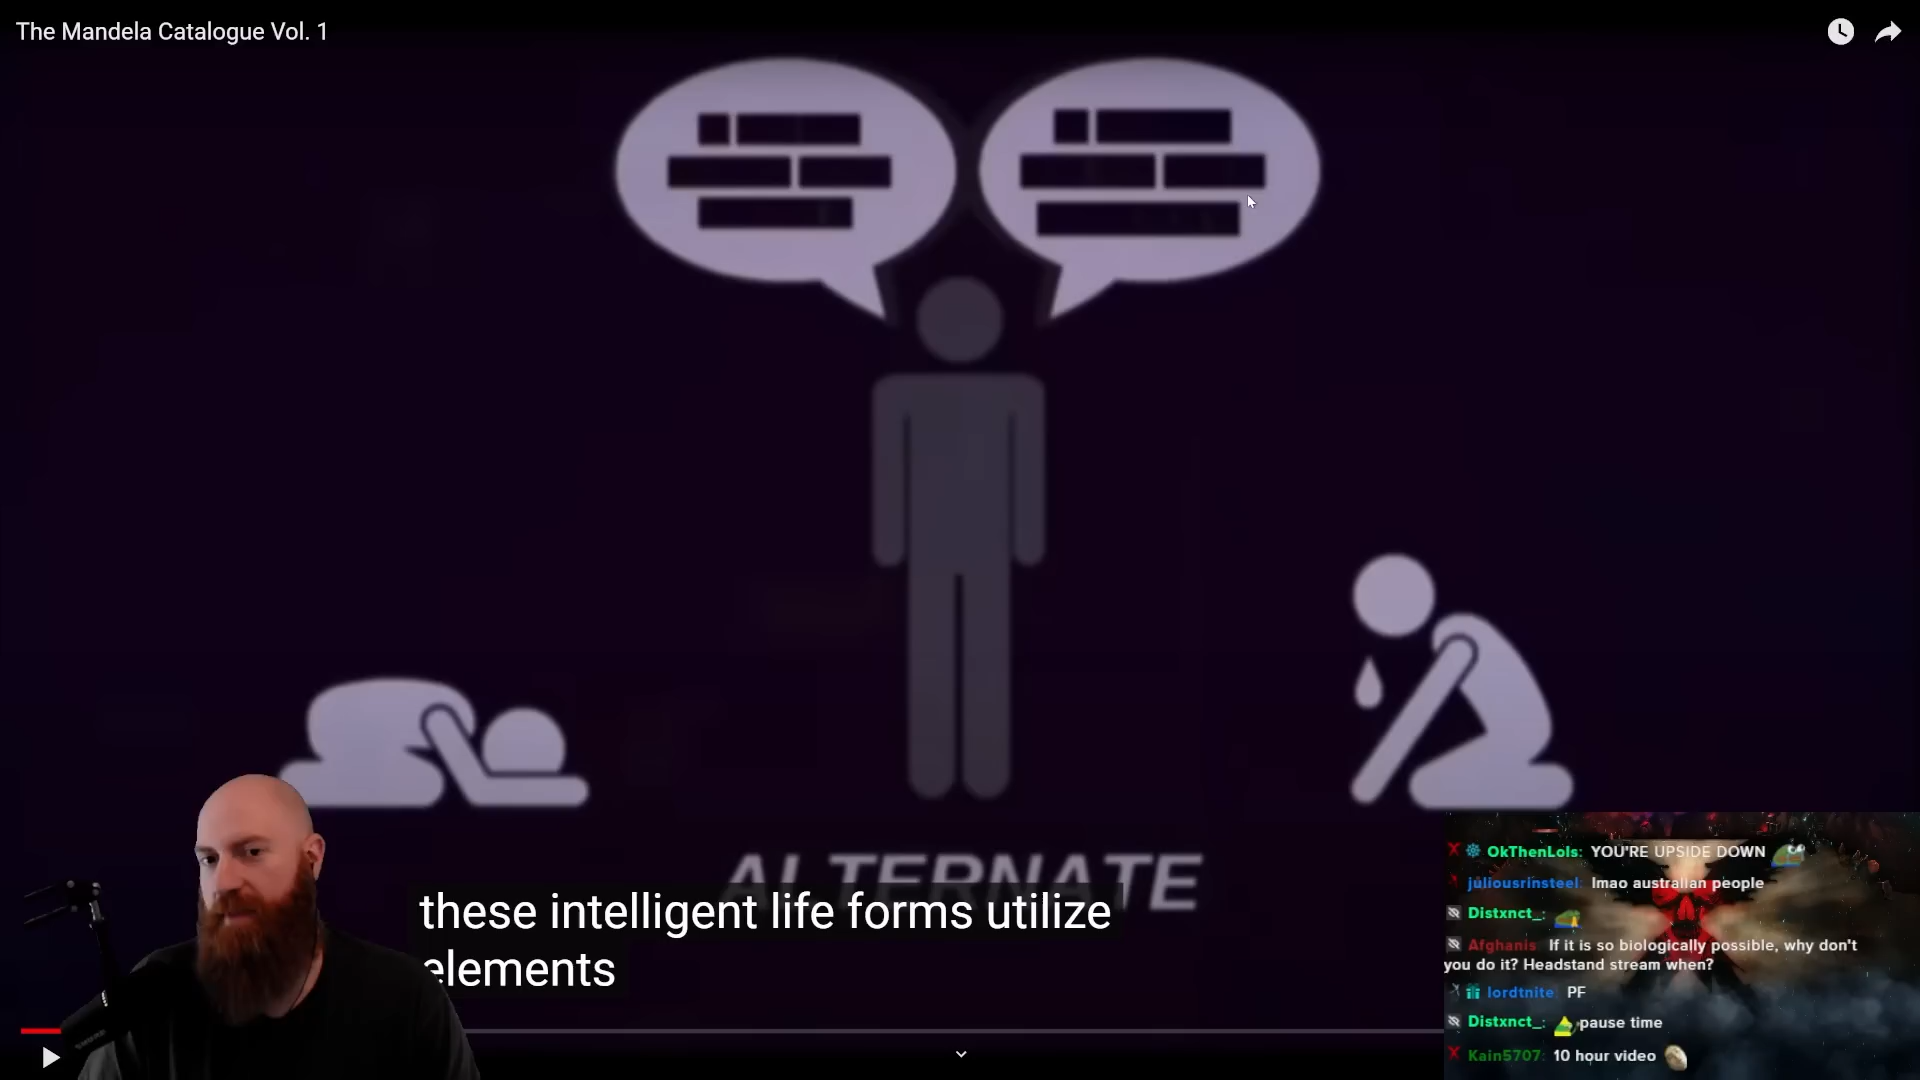 The Mandela Catalogue Vol. 1
ALTERNATE
these intelligent life forms utilize
elements
OkThenLols: YOU'RE UPSIDE DOWN
juliousrinsteel: lmao australian people
Distxnct_:
Afghanis If it is so biologically possible, why don't
you do it? Headstand stream when?
lordtnite PF
Distxnct_: pause time
Kain5707: 10 hour video